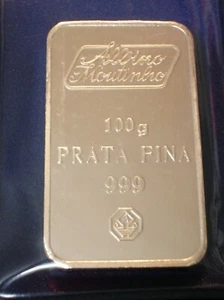 Albino
Moutinho
100g
PRATA FINA
999